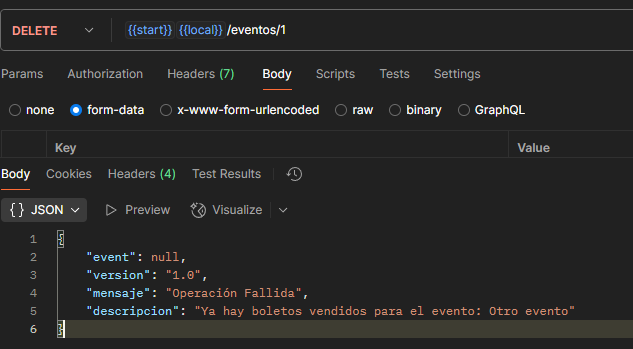 DELETE {{start}} {{local}} /eventos/1
Params Authorization Headers (7) Body Scripts Tests Settings
none form-data x-www-form-urlencoded raw binary GraphQL
Key Value
Body Cookies Headers (4) Test Results
{} JSON Preview Visualize
1 {
2 "event": null,
3 "version": "1.0",
4 "mensaje": "Operación Fallida",
5 "descripcion": "Ya hay boletos vendidos para el evento: Otro evento"
6 }